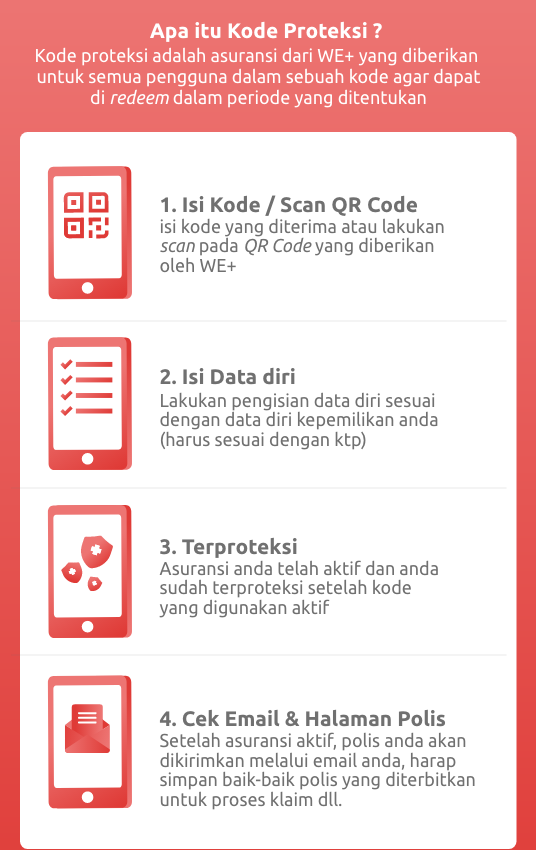 Apa itu Kode Proteksi ?
Kode proteksi adalah asuransi dari WE+ yang diberikan
untuk semua pengguna dalam sebuah kode agar dapat
di redeem dalam periode yang ditentukan
1. Isi Kode / Scan QR Code
isi kode yang diterima atau lakukan
scan pada QR Code yang diberikan
oleh WE+
2. Isi Data diri
Lakukan pengisian data diri sesuai
dengan data diri kepemilikan anda
(harus sesuai dengan ktp)
3. Terproteksi
Asuransi anda telah aktif dan anda
sudah terproteksi setelah kode
yang digunakan aktif
4. Cek Email & Halaman Polis
Setelah asuransi aktif, polis anda akan
dikirimkan melalui email anda, harap
simpan baik-baik polis yang diterbitkan
untuk proses klaim dll.